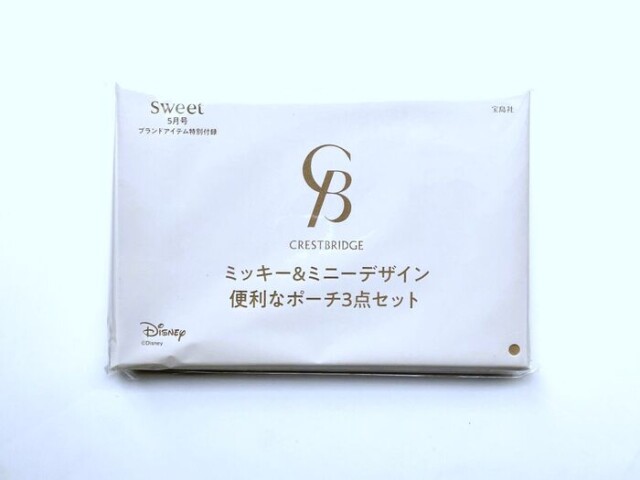 sweet
5月号
ブランドアイテム特別付録
宝島社
CB
CRESTBRIDGE
ミッキー&ミニーデザイン
便利なポーチ3点セット
Disney
©Disney